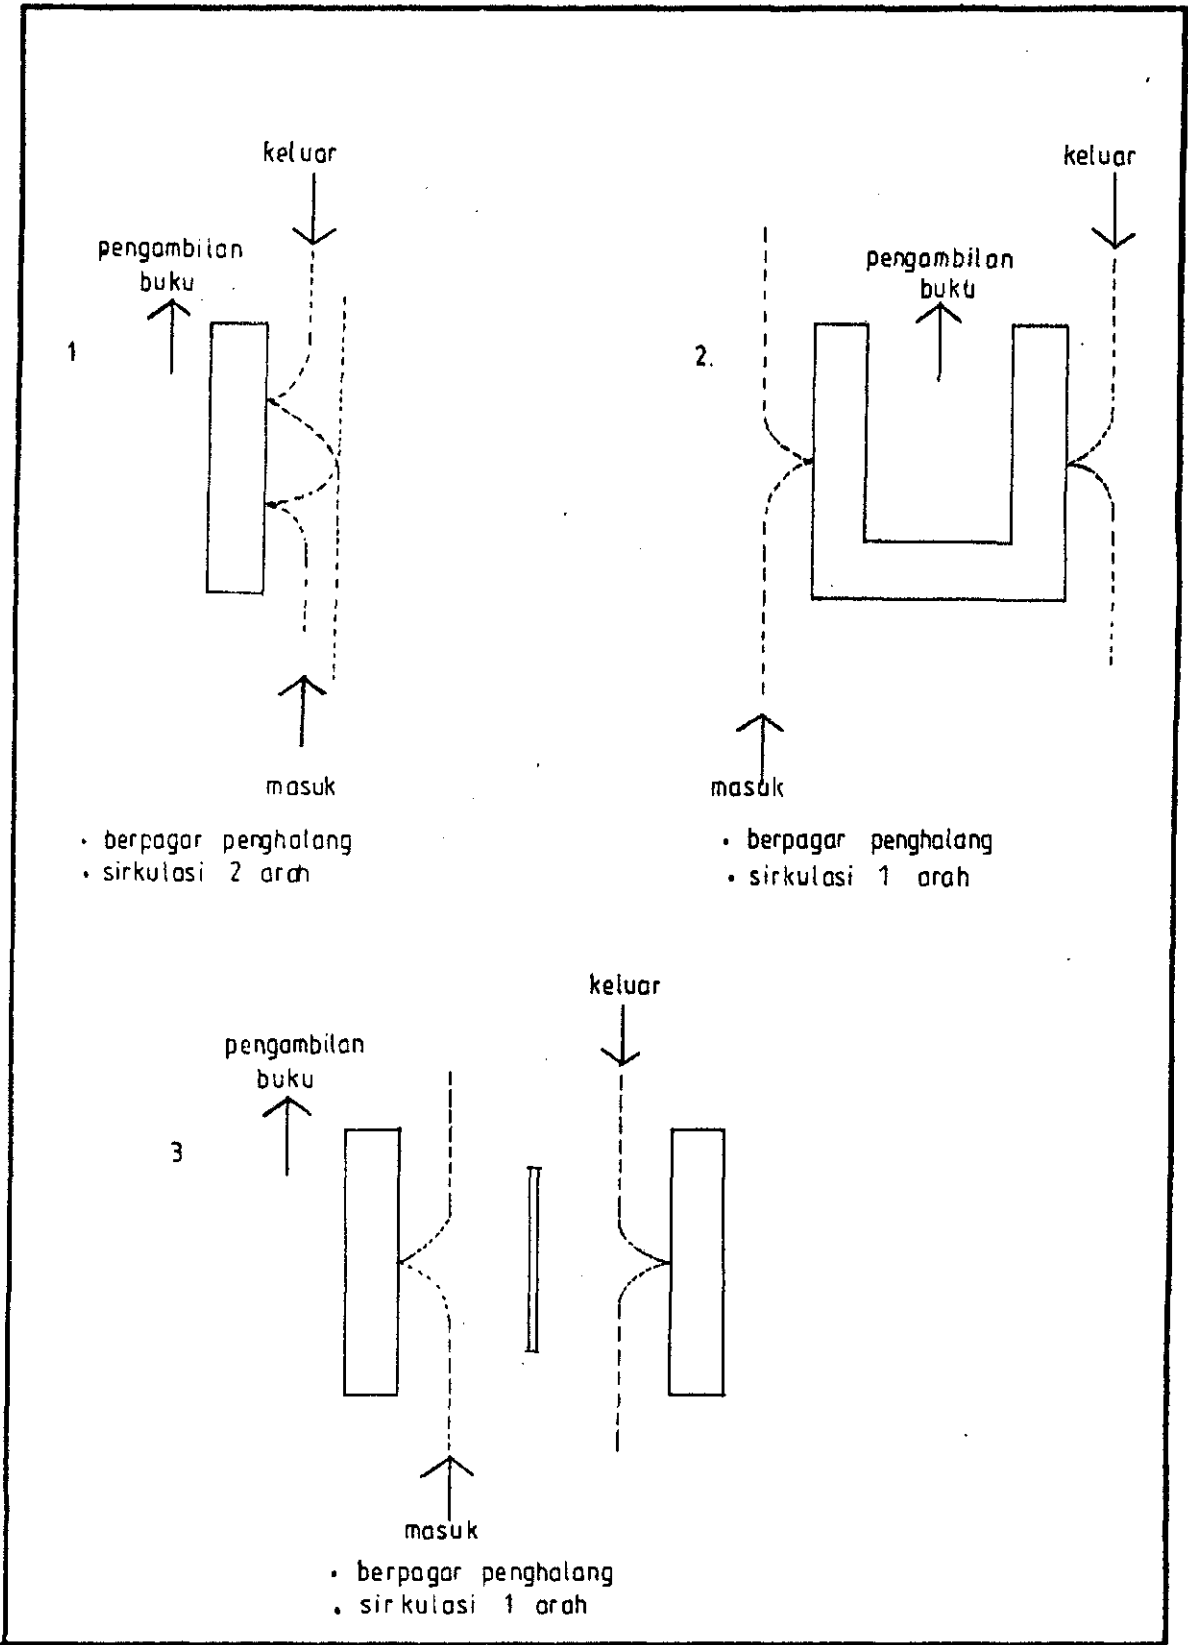 keluar
pengambilan
buku
1
masuk
• berpagar penghalang
• sirkulasi 2 arah
keluar
pengambilan
buku
2.
masuk
• berpagar penghalang
• sirkulasi 1 arah
keluar
pengambilan
buku
3
masuk
• berpagar penghalang
• sirkulasi 1 arah